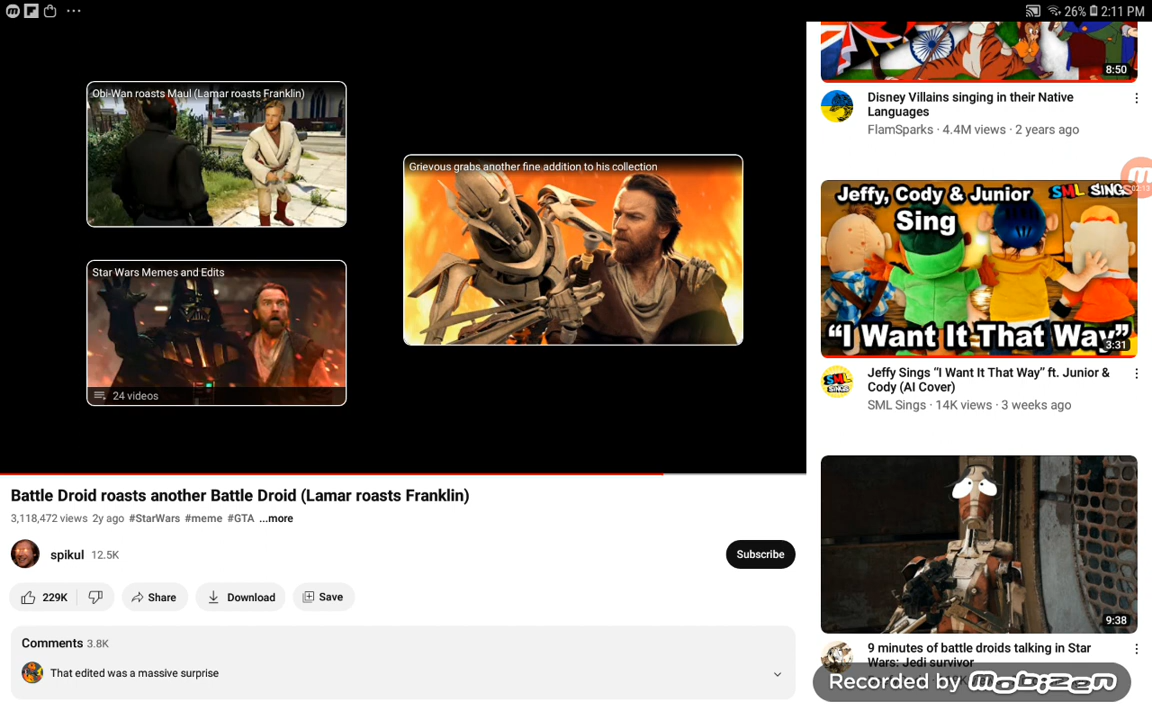 26% 2:11 PM
Obi-Wan roasts Maul (Lamar roasts Franklin)
Grievous grabs another fine addition to his collection
Star Wars Memes and Edits
24 videos
Battle Droid roasts another Battle Droid (Lamar roasts Franklin)
3,118,472 views 2y ago #StarWars #meme #GTA ...more
spikul 12.5K
Subscribe
229K
Share
Download
Save
Comments 3.8K
That edited was a massive surprise
8:50
Disney Villains singing in their Native
Languages
FlamSparks · 4.4M views · 2 years ago
02:13
Jeffy, Cody & Junior
Sing
SML SINGS
"I Want It That Way"
3:31
SML
SINGS
Jeffy Sings "I Want It That Way" ft. Junior &
Cody (AI Cover)
SML Sings · 14K views · 3 weeks ago
9:38
9 minutes of battle droids talking in Star
Wars: Jedi survivor
Recorded by mobizen